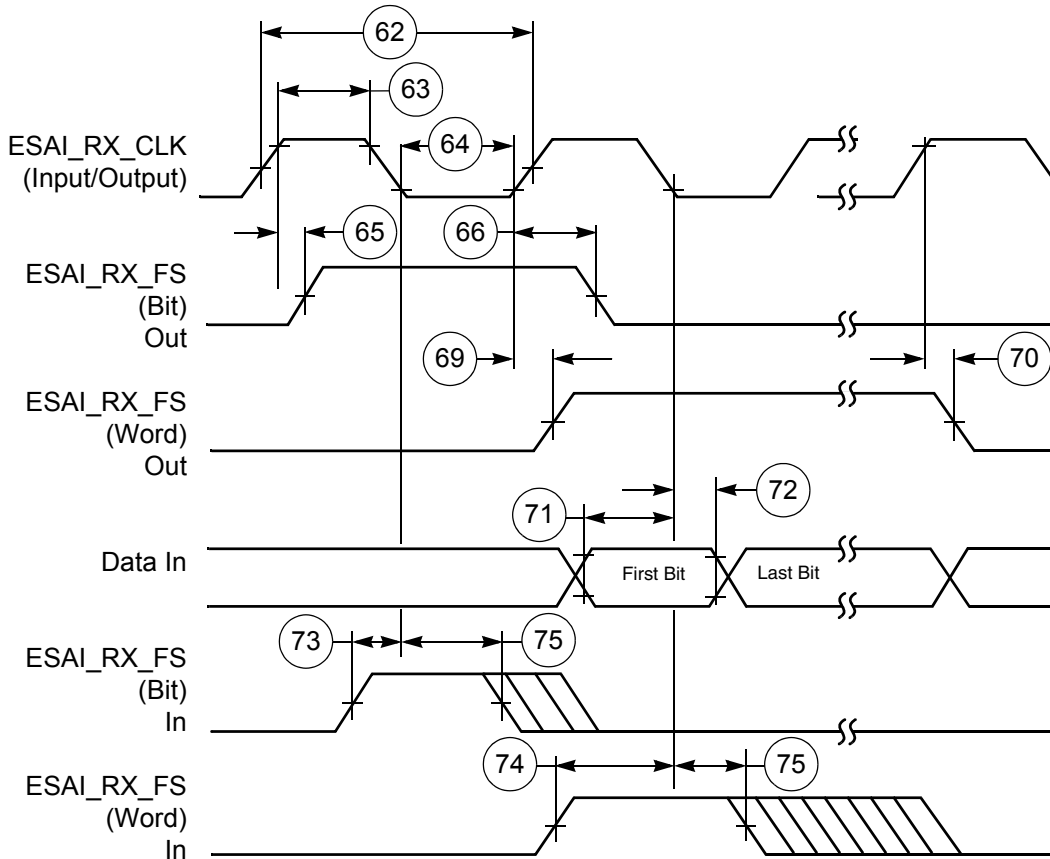 62
63
ESAI_RX_CLK
(Input/Output)
64
65
66
ESAI_RX_FS
(Bit)
Out
69
70
ESAI_RX_FS
(Word)
Out
71
72
Data In
First Bit
Last Bit
73
75
ESAI_RX_FS
(Bit)
In
74
75
ESAI_RX_FS
(Word)
In